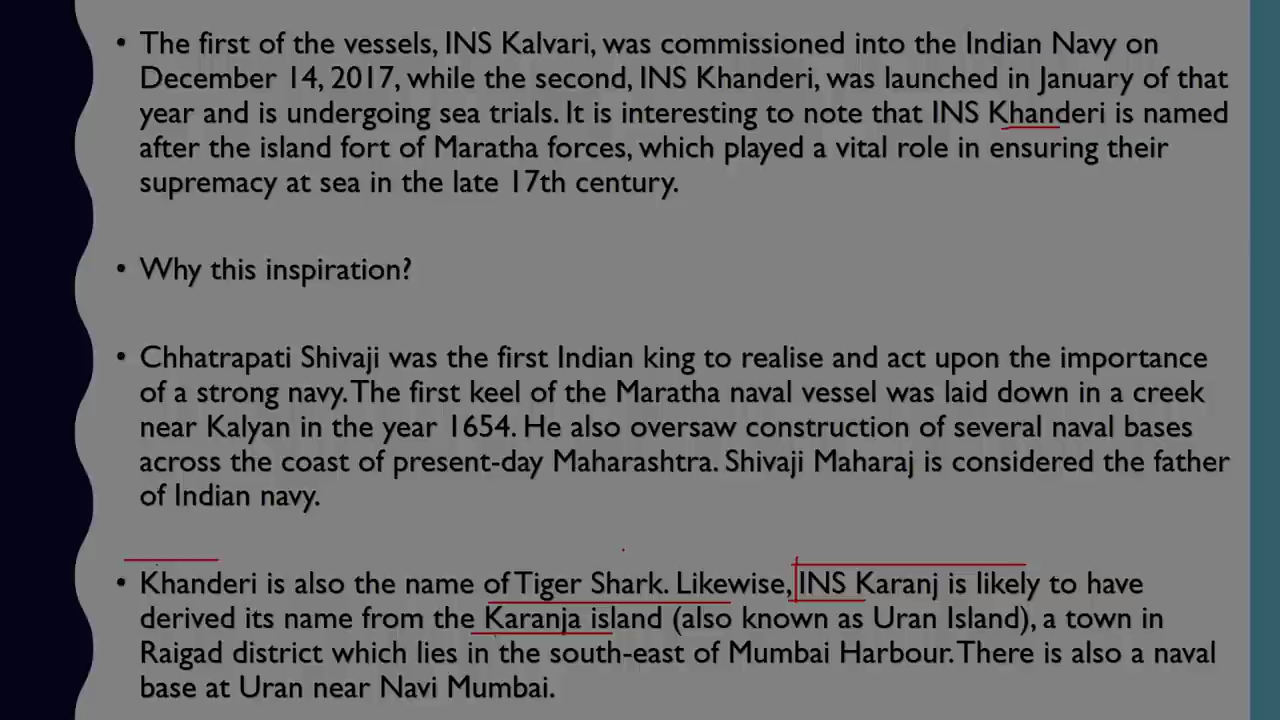 • The first of the vessels, INS Kalvari, was commissioned into the Indian Navy on
December 14, 2017, while the second, INS Khanderi, was launched in January of that
year and is undergoing sea trials. It is interesting to note that INS Khanderi is named
after the island fort of Maratha forces, which played a vital role in ensuring their
supremacy at sea in the late 17th century.
• Why this inspiration?
• Chhatrapati Shivaji was the first Indian king to realise and act upon the importance
of a strong navy. The first keel of the Maratha naval vessel was laid down in a creek
near Kalyan in the year 1654. He also oversaw construction of several naval bases
across the coast of present-day Maharashtra. Shivaji Maharaj is considered the father
of Indian navy.
• Khanderi is also the name of Tiger Shark. Likewise, INS Karanj is likely to have
derived its name from the Karanja island (also known as Uran Island), a town in
Raigad district which lies in the south-east of Mumbai Harbour. There is also a naval
base at Uran near Navi Mumbai.